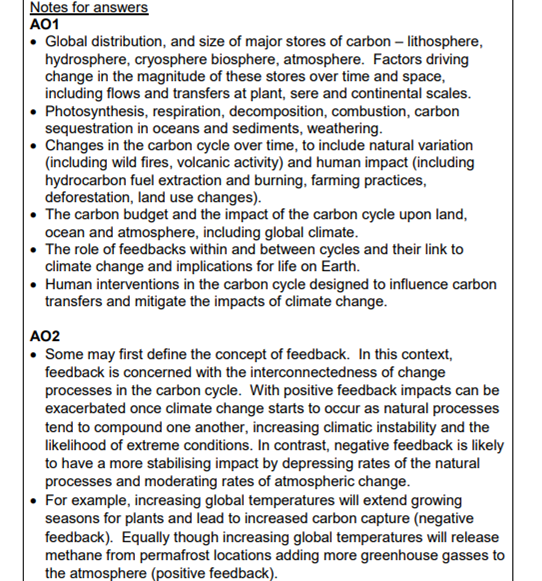 Notes for answers
AO1
• Global distribution, and size of major stores of carbon – lithosphere,
hydrosphere, cryosphere biosphere, atmosphere. Factors driving
change in the magnitude of these stores over time and space,
including flows and transfers at plant, sere and continental scales.
• Photosynthesis, respiration, decomposition, combustion, carbon
sequestration in oceans and sediments, weathering.
• Changes in the carbon cycle over time, to include natural variation
(including wild fires, volcanic activity) and human impact (including
hydrocarbon fuel extraction and burning, farming practices,
deforestation, land use changes).
• The carbon budget and the impact of the carbon cycle upon land,
ocean and atmosphere, including global climate.
• The role of feedbacks within and between cycles and their link to
climate change and implications for life on Earth.
• Human interventions in the carbon cycle designed to influence carbon
transfers and mitigate the impacts of climate change.
AO2
• Some may first define the concept of feedback. In this context,
feedback is concerned with the interconnectedness of change
processes in the carbon cycle. With positive feedback impacts can be
exacerbated once climate change starts to occur as natural processes
tend to compound one another, increasing climatic instability and the
likelihood of extreme conditions. In contrast, negative feedback is likely
to have a more stabilising impact by depressing rates of the natural
processes and moderating rates of atmospheric change.
• For example, increasing global temperatures will extend growing
seasons for plants and lead to increased carbon capture (negative
feedback). Equally though increasing global temperatures will release
methane from permafrost locations adding more greenhouse gasses to
the atmosphere (positive feedback).